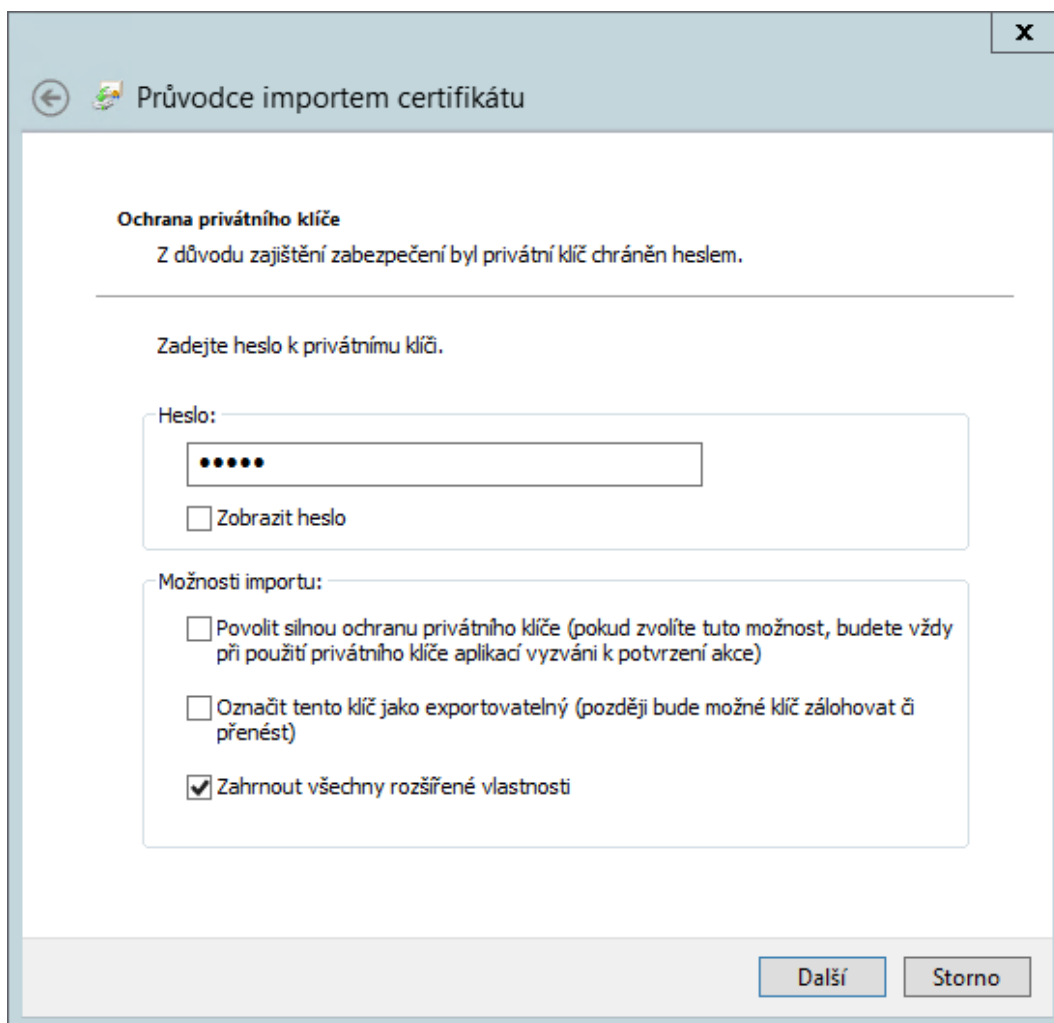 x
Průvodce importem certifikátu
Ochrana privátního klíče
Z důvodu zajištění zabezpečení byl privátní klíč chráněn heslem.
Zadejte heslo k privátnímu klíči.
Heslo:
•••••
Zobrazit heslo
Možnosti importu:
Povolit silnou ochranu privátního klíče (pokud zvolíte tuto možnost, budete vždy
při použití privátního klíče aplikací vyzváni k potvrzení akce)
Označit tento klíč jako exportovatelný (později bude možné klíč zálohovat či
přenést)
Zahrnout všechny rozšířené vlastnosti
Další
Storno